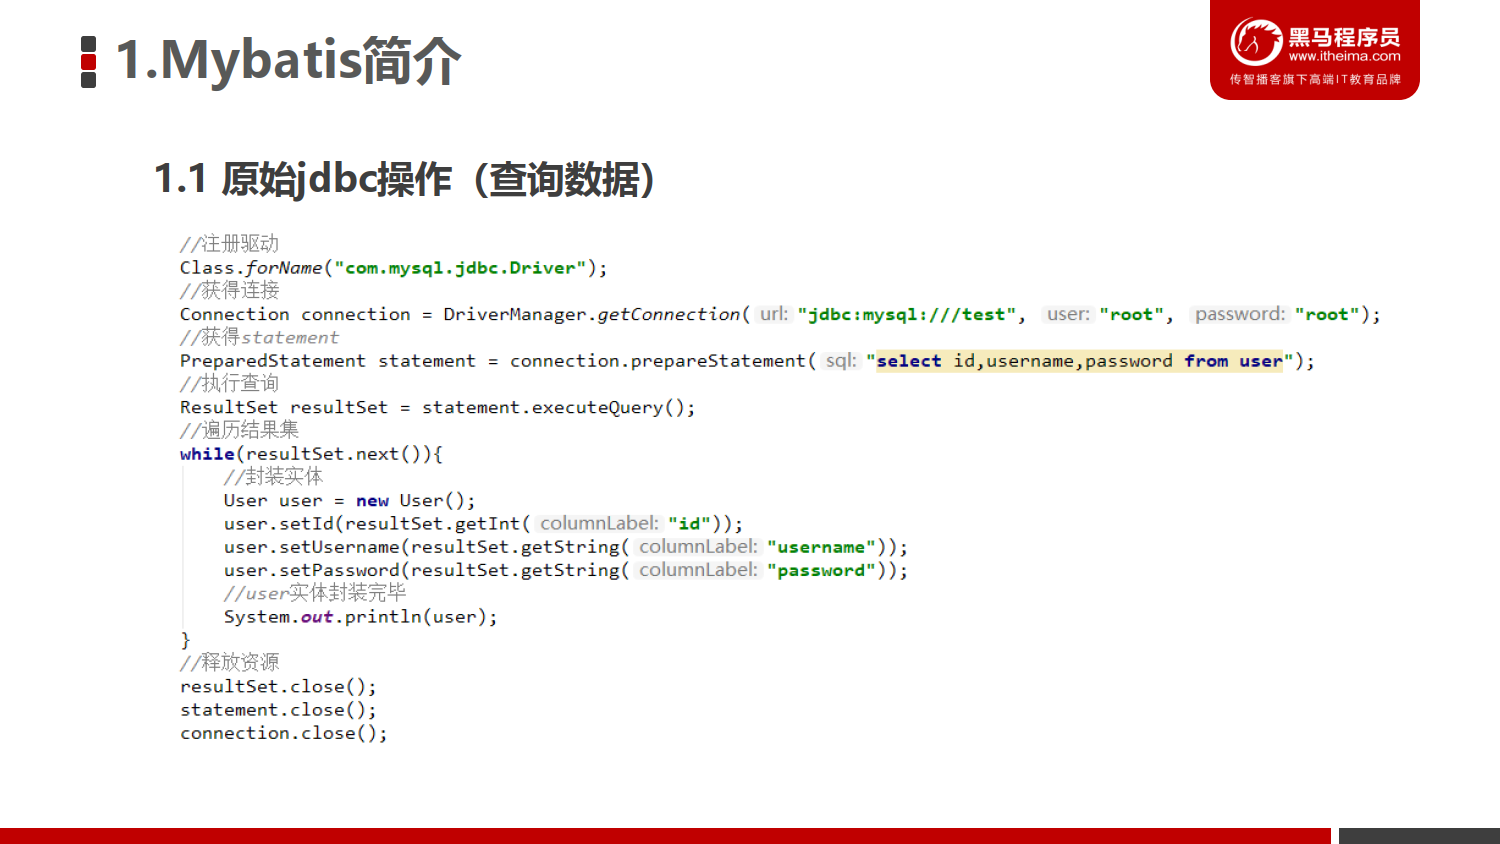 1.Mybatis简介
黑马程序员
www.itheima.com
传智播客旗下高端IT教育品牌
1.1 原始jdbc操作（查询数据）
//注册驱动
Class.forName("com.mysql.jdbc.Driver");
//获得连接
Connection connection = DriverManager.getConnection( url: "jdbc:mysql:///test", user: "root", password: "root");
//获得statement
PreparedStatement statement = connection.prepareStatement( sql: "select id,username,password from user");
//执行查询
ResultSet resultSet = statement.executeQuery();
//遍历结果集
while(resultSet.next()){
    //封装实体
    User user = new User();
    user.setId(resultSet.getInt( columnLabel: "id"));
    user.setUsername(resultSet.getString( columnLabel: "username"));
    user.setPassword(resultSet.getString( columnLabel: "password"));
    //user实体封装完毕
    System.out.println(user);
}
//释放资源
resultSet.close();
statement.close();
connection.close();